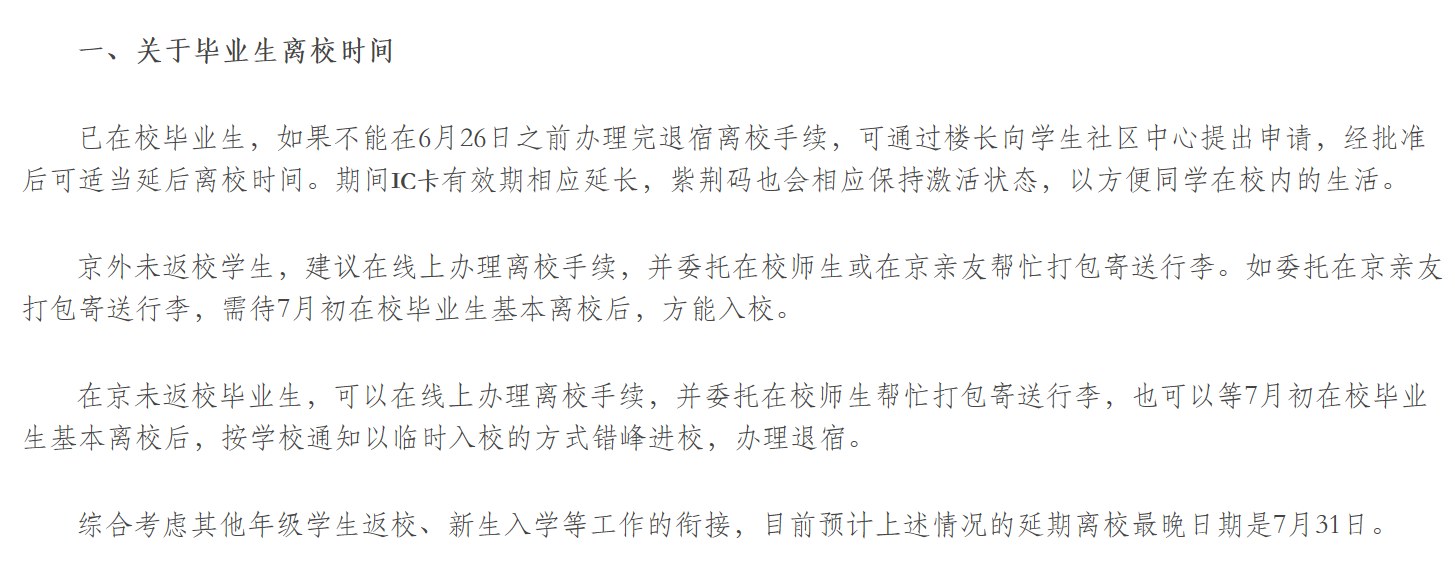 一、关于毕业生离校时间
已在校毕业生，如果不能在6月26日之前办理完退宿离校手续，可通过楼长向学生社区中心提出申请，经批准
后可适当延后离校时间。期间IC卡有效期相应延长，紫荆码也会相应保持激活状态，以方便同学在校内的生活。
京外未返校学生，建议在线上办理离校手续，并委托在校师生或在京亲友帮忙打包寄送行李。如委托在京亲友
打包寄送行李，需待7月初在校毕业生基本离校后，方能入校。
在京未返校毕业生，可以在线上办理离校手续，并委托在校师生帮忙打包寄送行李，也可以等7月初在校毕业
生基本离校后，按学校通知以临时入校的方式错峰进校，办理退宿。
综合考虑其他年级学生返校、新生入学等工作的衔接，目前预计上述情况的延期离校最晚日期是7月31日。